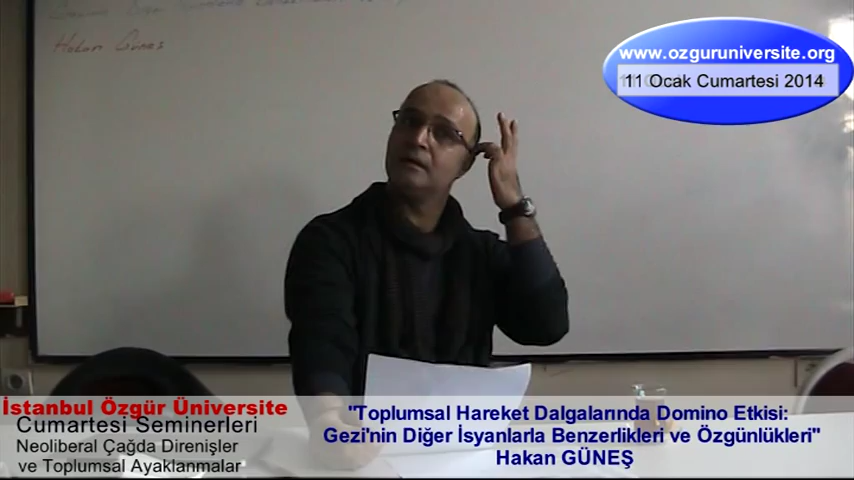 Hakan Güneş
www.ozguruniversite.org
11 Ocak Cumartesi 2014
İstanbul Özgür Üniversite
Cumartesi Seminerleri
Neoliberal Çağda Direnişler
ve Toplumsal Ayaklanmalar
"Toplumsal Hareket Dalgalarında Domino Etkisi:
Gezi'nin Diğer İsyanlarla Benzerlikleri ve Özgünlükleri"
Hakan GÜNEŞ